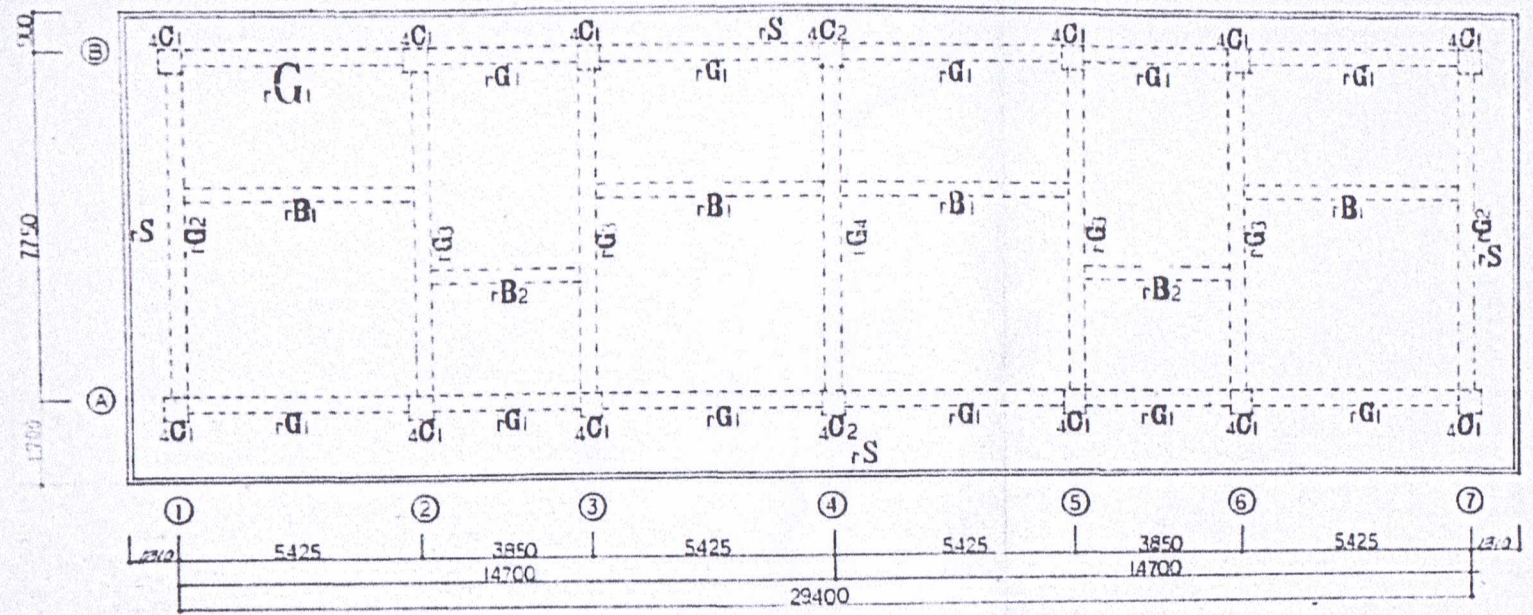 4C1 4C1 4C1 rS 4C2 4C1 4C1 4C1
B
rG1 rG1 rG1 rG1 rG1 rG1
7750
rB1 rB1 rB1 rB1
rS rG2 rG3 rG3 rG4 rG3 rG3 rG2 rS
rB2 rB2
A
rG1 rG1 rG1 rG1 rG1 rG1
4C1 4C1 4C1 4C2 4C1 4C1 4C1
rS
1 2 3 4 5 6 7
5425 3850 5425 5425 3850 5425
14700 14700
29400